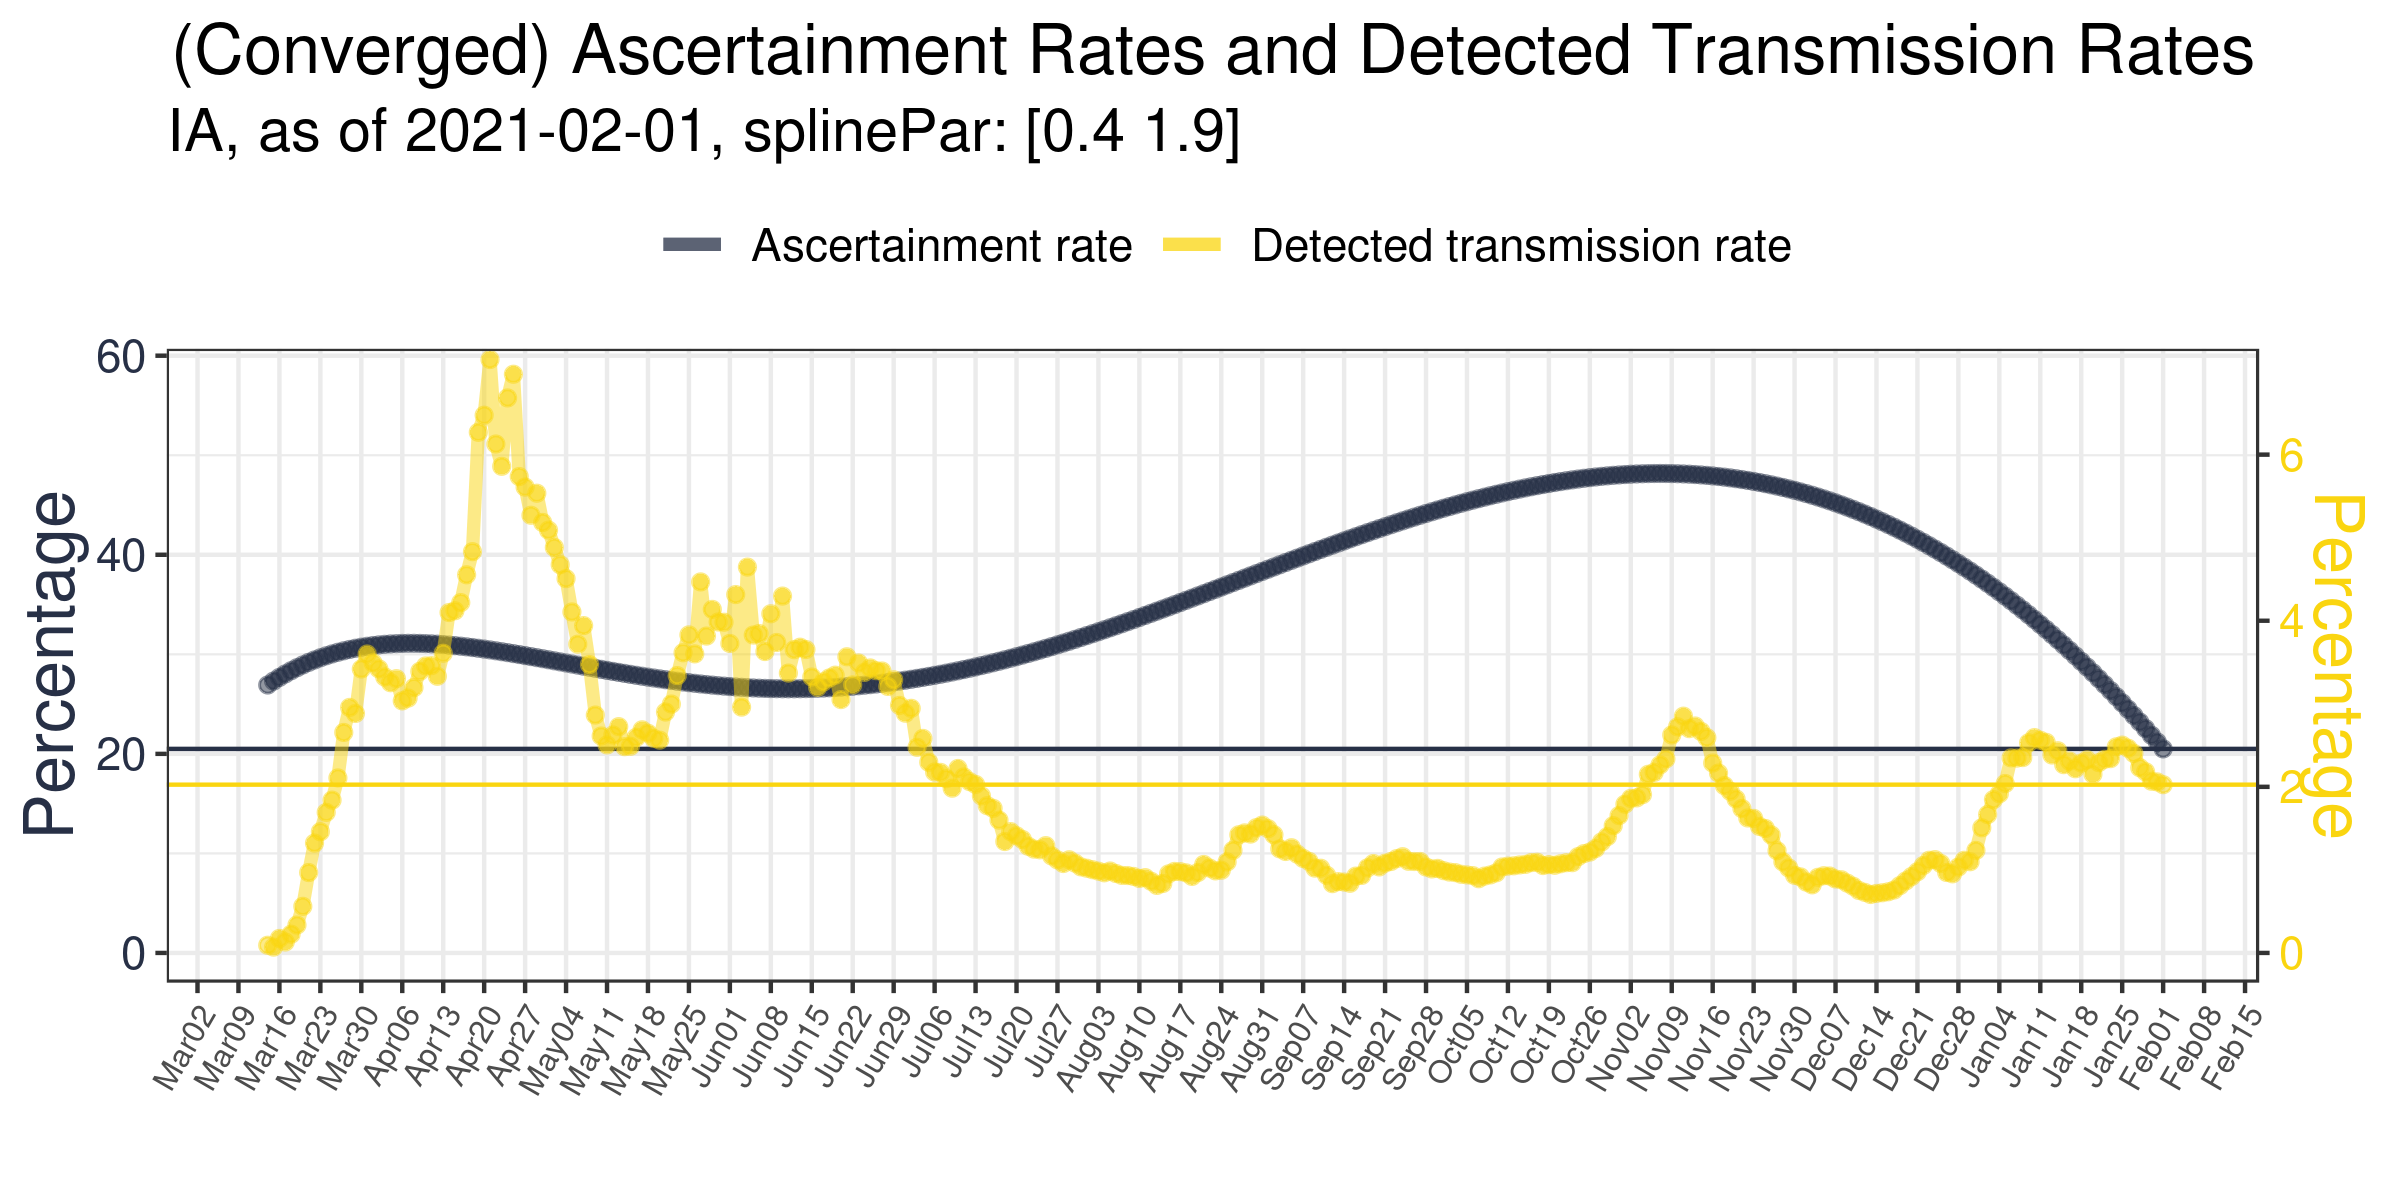 (Converged) Ascertainment Rates and Detected Transmission Rates
IA, as of 2021-02-01, splinePar: [0.4 1.9]
Ascertainment rate Detected transmission rate
Percentage
60
40
20
0
6
4
2
0
Percentage
Mar02 Mar09 Mar16 Mar23 Mar30 Apr06 Apr13 Apr20 Apr27 May04 May11 May18 May25 Jun01 Jun08 Jun15 Jun22 Jun29 Jul06 Jul13 Jul20 Jul27 Aug03 Aug10 Aug17 Aug24 Aug31 Sep07 Sep14 Sep21 Sep28 Oct05 Oct12 Oct19 Oct26 Nov02 Nov09 Nov16 Nov23 Nov30 Dec07 Dec14 Dec21 Dec28 Jan04 Jan11 Jan18 Jan25 Feb01 Feb08 Feb15